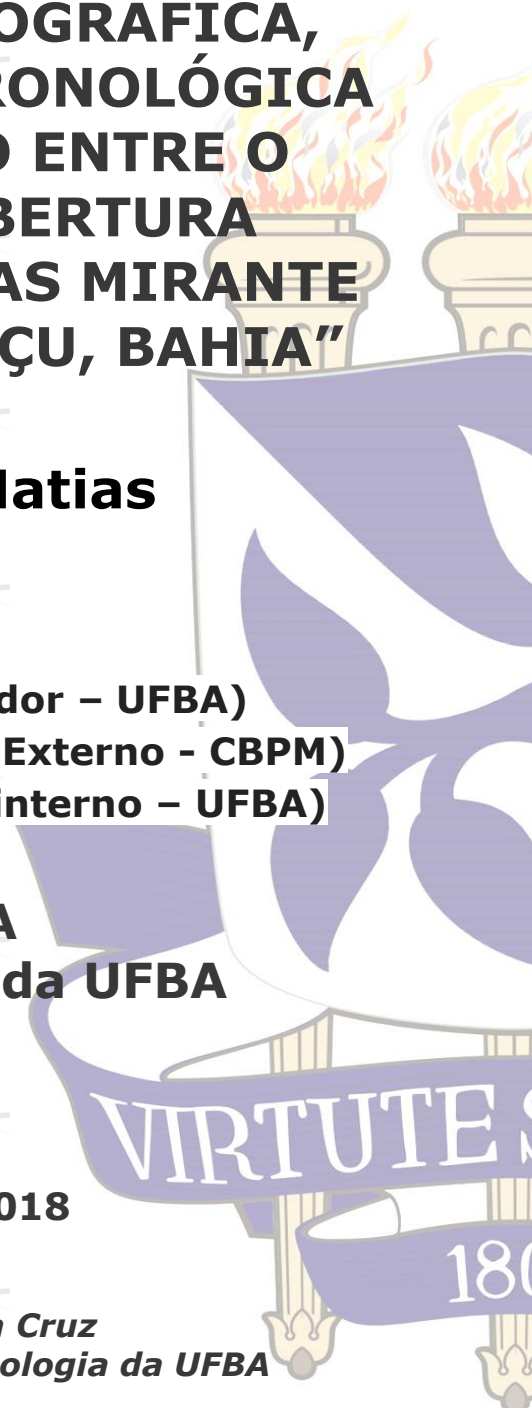 OGRAFICA,
RONOLÓGICA
O ENTRE O
BERTURA
AS MIRANTE
ÇU, BAHIA”
Matias
dor – UFBA)
Externo - CBPM)
interno – UFBA)
A
da UFBA
VIRTUTE S
018
180
a Cruz
ologia da UFBA